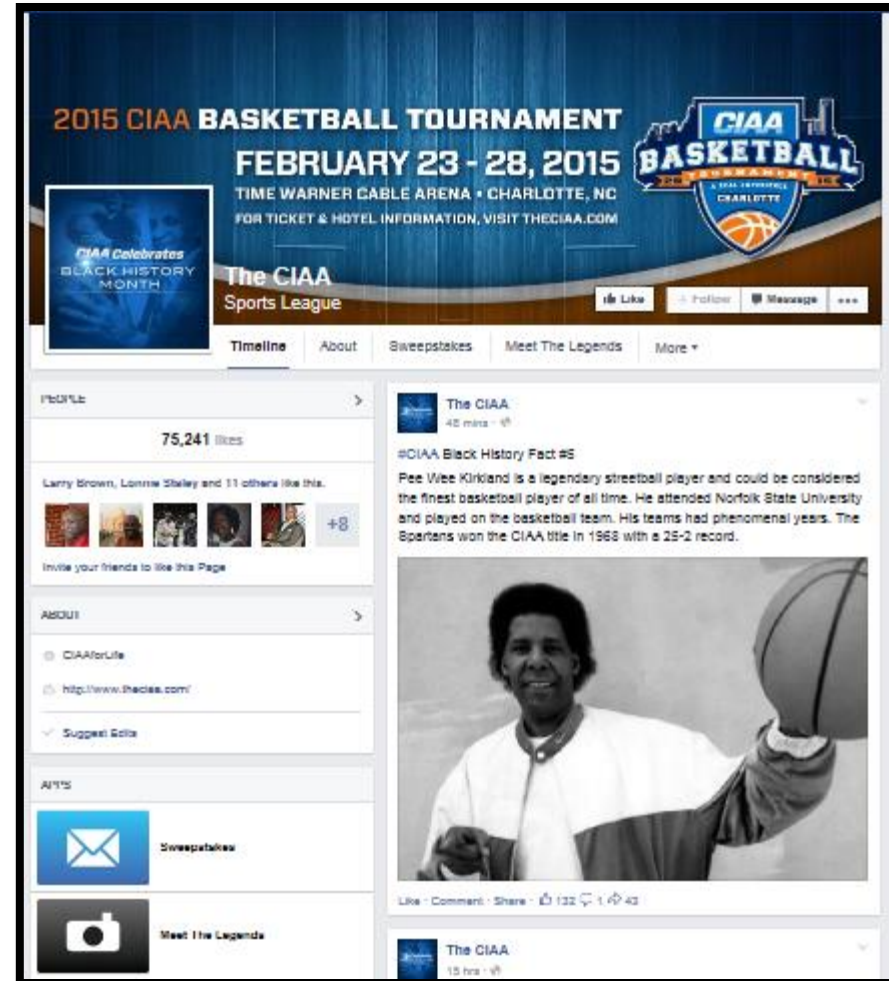 2015 CIAA BASKETBALL TOURNAMENT
FEBRUARY 23 - 28, 2015
TIME WARNER CABLE ARENA • CHARLOTTE, NC
FOR TICKET & HOTEL INFORMATION, VISIT THECIAA.COM
CIAA
BASKETBALL
TOURNAMENT
CHARLOTTE
CIAA Celebrates
BLACK HISTORY
MONTH
The CIAA
Sports League
Like
Follow
Message
Timeline About Sweepstakes Meet The Legends More
PEOPLE
75,241 likes
Larry Brown, Lonnie Staley and 11 others like this.
+8
Invite your friends to like this Page
ABOUT
CIAAforLife
http://www.theciaa.com/
Suggest Edits
APPS
Sweepstakes
Meet The Legends
The CIAA
48 mins ·
#CIAA Black History Fact #5
Pee Wee Kirkland is a legendary streetball player and could be considered
the finest basketball player of all time. He attended Norfolk State University
and played on the basketball team. His teams had phenomenal years. The
Spartans won the CIAA title in 1968 with a 25-2 record.
Like · Comment · Share · 132 1 43
The CIAA
15 hrs ·